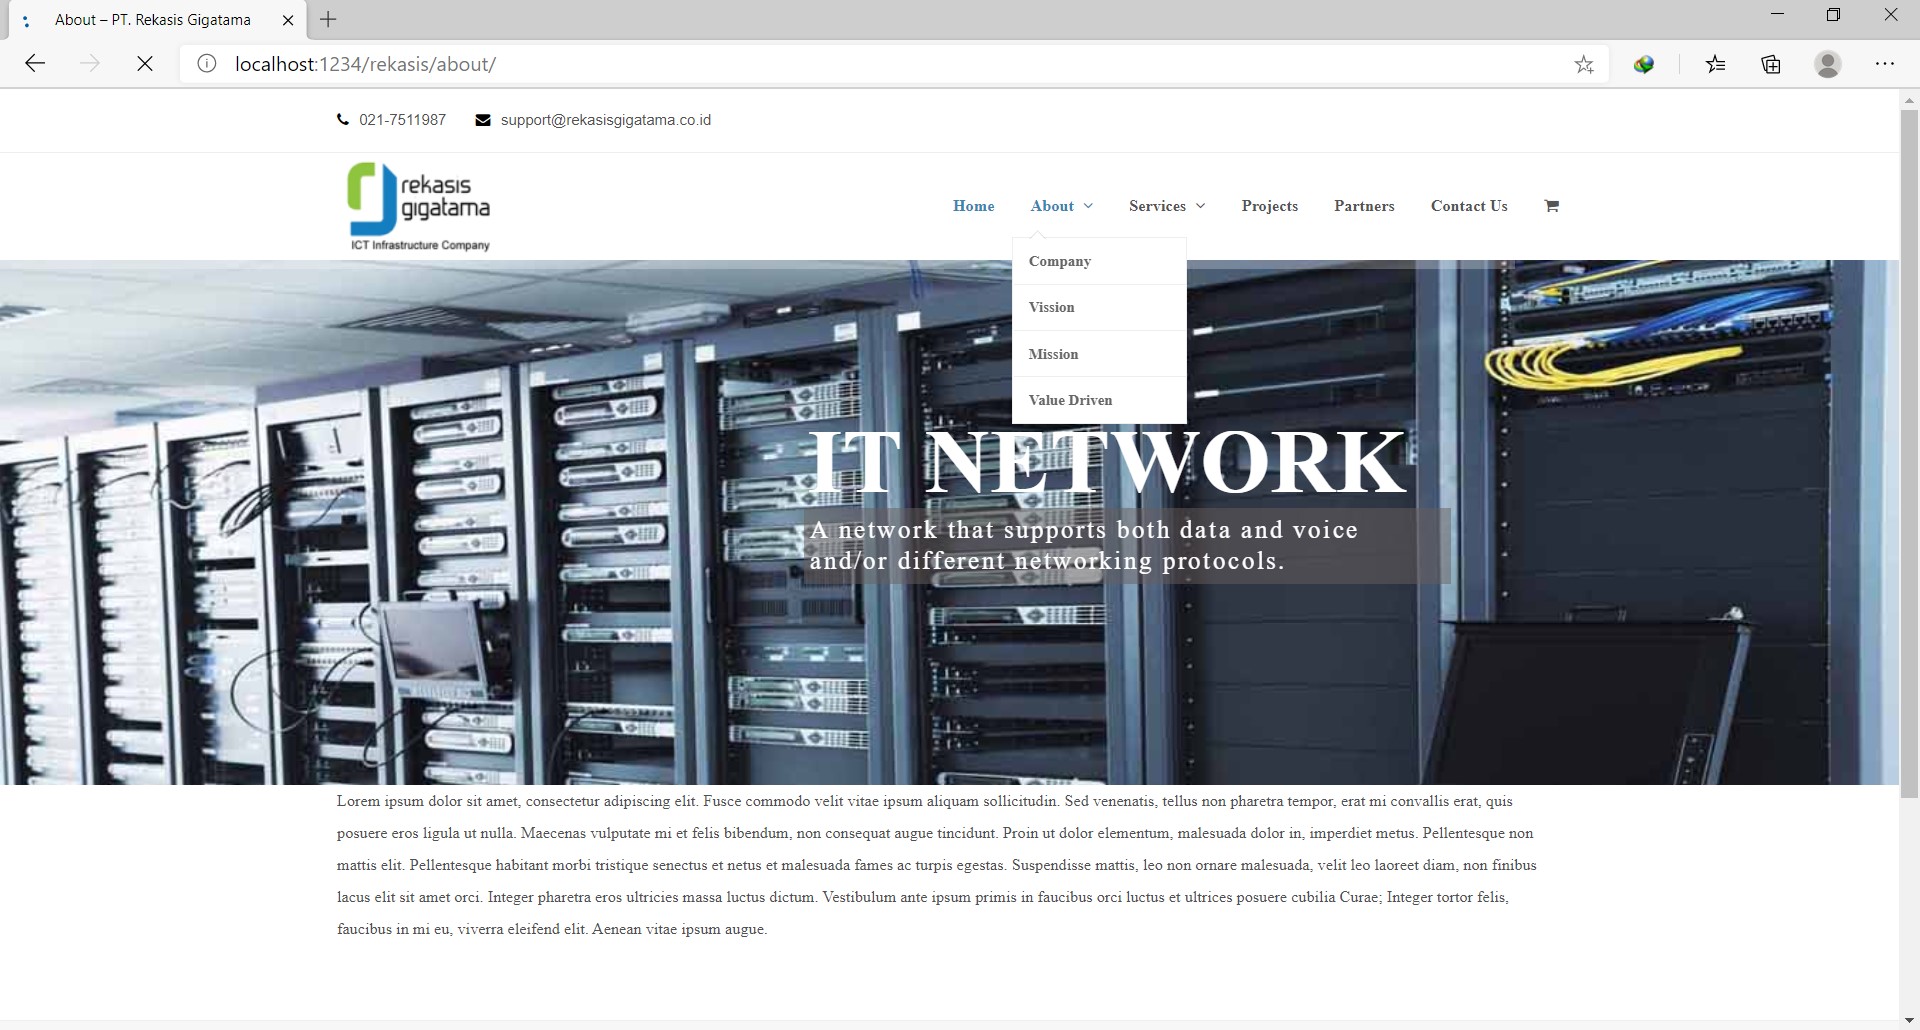 About – PT. Rekasis Gigatama
localhost:1234/rekasis/about/
021-7511987 support@rekasisgigatama.co.id
rekasis
gigatama
ICT Infrastructure Company
Home About Services Projects Partners Contact Us
Company
Vission
Mission
Value Driven
IT NETWORK
A network that supports both data and voice
and/or different networking protocols.
Lorem ipsum dolor sit amet, consectetur adipiscing elit. Fusce commodo velit vitae ipsum aliquam sollicitudin. Sed venenatis, tellus non pharetra tempor, erat mi convallis erat, quis
posuere eros ligula ut nulla. Maecenas vulputate mi et felis bibendum, non consequat augue tincidunt. Proin ut dolor elementum, malesuada dolor in, imperdiet metus. Pellentesque non
mattis elit. Pellentesque habitant morbi tristique senectus et netus et malesuada fames ac turpis egestas. Suspendisse mattis, leo non ornare malesuada, velit leo laoreet diam, non finibus
lacus elit sit amet orci. Integer pharetra eros ultricies massa luctus dictum. Vestibulum ante ipsum primis in faucibus orci luctus et ultrices posuere cubilia Curae; Integer tortor felis,
faucibus in mi eu, viverra eleifend elit. Aenean vitae ipsum augue.